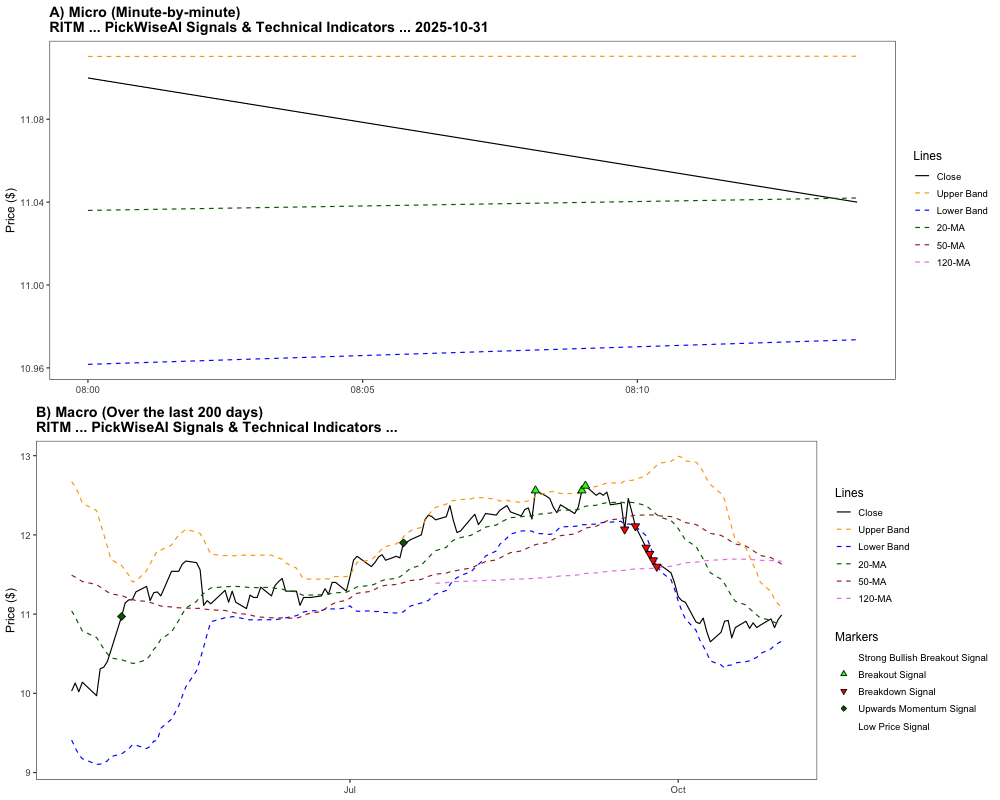 A) Micro (Minute-by-minute)
RITM ... PickWiseAI Signals & Technical Indicators ... 2025-10-31
11.08
11.04
11.00
10.96
Price ($)
08:00
08:05
08:10
Lines
Close
Upper Band
Lower Band
20-MA
50-MA
120-MA
B) Macro (Over the last 200 days)
RITM ... PickWiseAI Signals & Technical Indicators ...
13
12
11
10
9
Price ($)
Jul
Oct
Lines
Close
Upper Band
Lower Band
20-MA
50-MA
120-MA
Markers
Strong Bullish Breakout Signal
Breakout Signal
Breakdown Signal
Upwards Momentum Signal
Low Price Signal